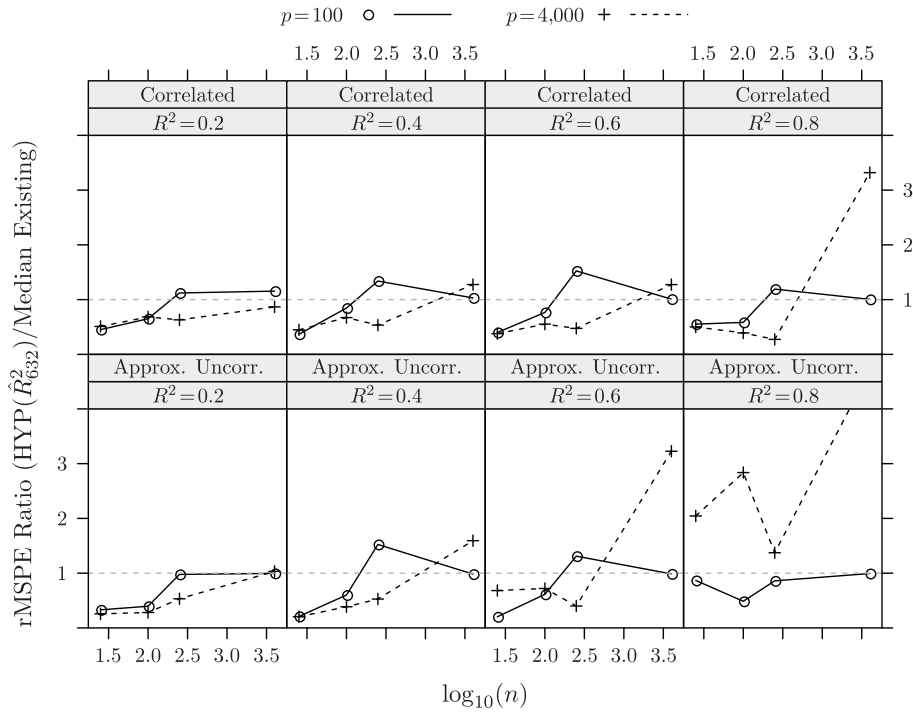 p=100 p=4,000
1.5 2.0 2.5 3.0 3.5 1.5 2.0 2.5 3.0 3.5
Correlated Correlated Correlated Correlated
R²=0.2 R²=0.4 R²=0.6 R²=0.8
3
2
1
Approx. Uncorr. Approx. Uncorr. Approx. Uncorr. Approx. Uncorr.
R²=0.2 R²=0.4 R²=0.6 R²=0.8
3
2
1
1.5 2.0 2.5 3.0 3.5 1.5 2.0 2.5 3.0 3.5
log₁₀(n)
rMSPE Ratio (HYP(R̂²₆₃₂)/Median Existing)